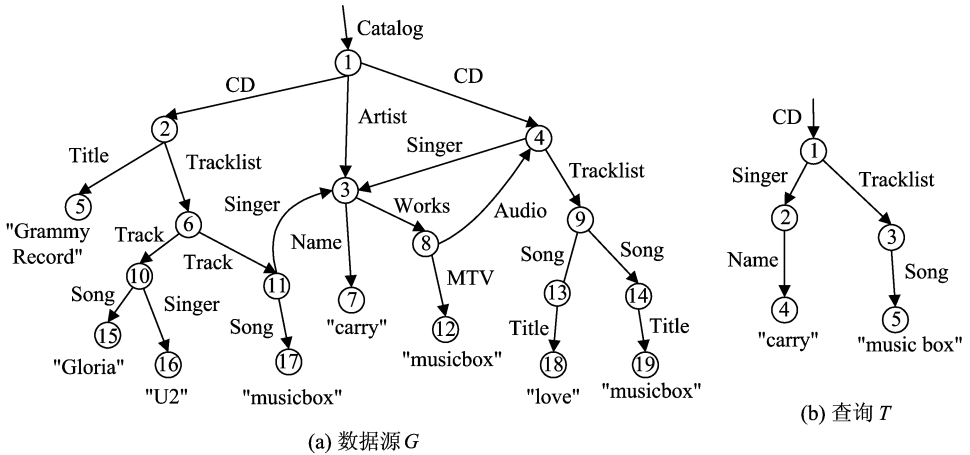 Catalog
1
CD
CD
Artist
2
4
Singer
Title
Tracklist
Tracklist
3
Singer
Works
5
Audio
9
6
"Grammy
Record"
Track
Name
8
Track
Song
Song
10
11
MTV
Song
Singer
7
13
14
"carry"
12
15
Song
Title
Title
"Gloria"
16
17
"musicbox"
18
19
"U2"
"musicbox"
"love"
"musicbox"
(a) 数据源 G
CD
1
Singer
Tracklist
2
3
Name
Song
4
5
"carry"
"music box"
(b) 查询 T